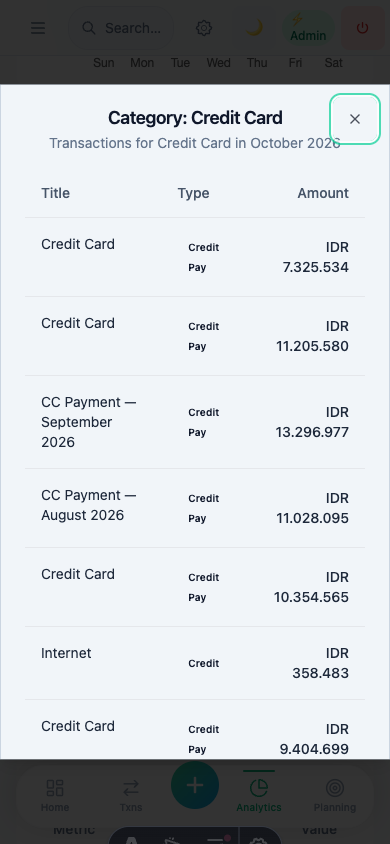 Search...
Admin
Sun Mon Tue Wed Thu Fri Sat
Category: Credit Card
Transactions for Credit Card in October 2026
Title Type Amount
Credit Card Credit Pay IDR 7.325.534
Credit Card Credit Pay IDR 11.205.580
CC Payment — September 2026 Credit Pay IDR 13.296.977
CC Payment — August 2026 Credit Pay IDR 11.028.095
Credit Card Credit Pay IDR 10.354.565
Internet Credit IDR 358.483
Credit Card Credit Pay IDR 9.404.699
Home Txns Analytics Planning
Metric Value